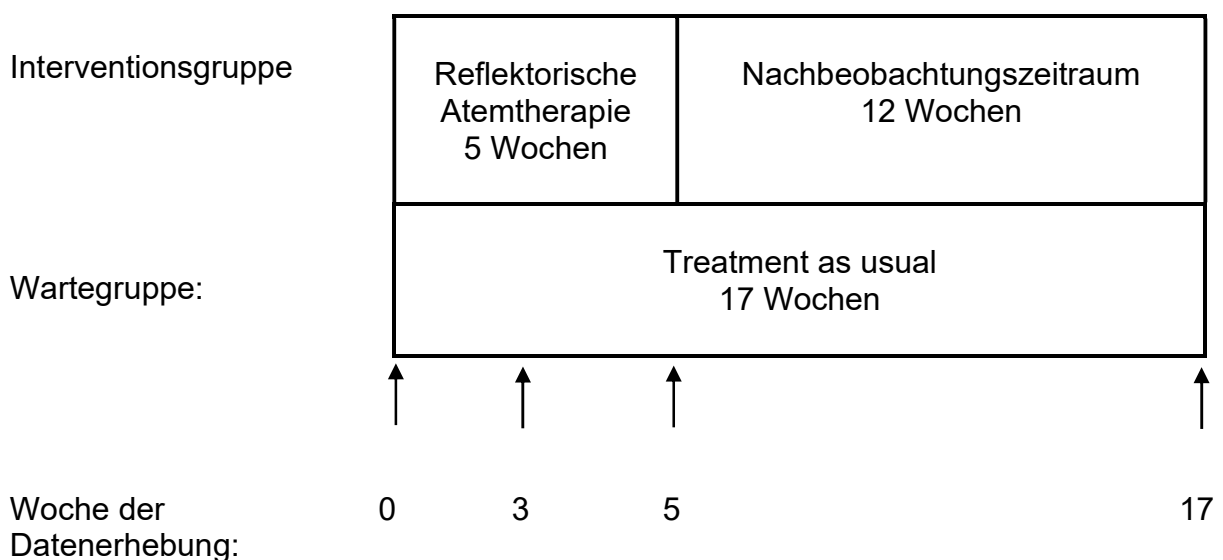 Interventionsgruppe
Reflektorische
Atemtherapie
5 Wochen
Nachbeobachtungszeitraum
12 Wochen
Wartegruppe:
Treatment as usual
17 Wochen
Woche der
Datenerhebung:
0 3 5 17